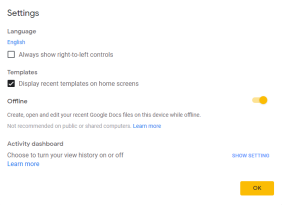 Settings
Language
English
Always show right-to-left controls
Templates
Display recent templates on home screens
Offline
Create, open and edit your recent Google Docs files on this device while offline.
Not recommended on public or shared computers. Learn more
Activity dashboard
Choose to turn your view history on or off
SHOW SETTING
Learn more
OK